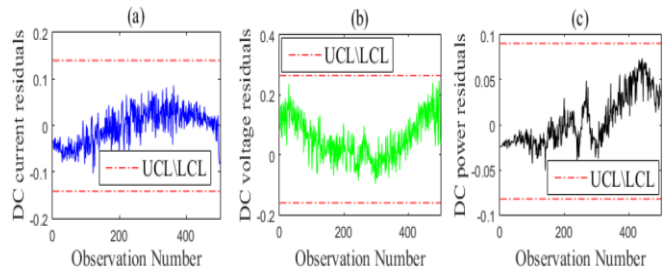 (a)
0.2
0.1
0
-0.1
-0.2
DC current residuals
UCL\LCL
0 200 400
Observation Number
(b)
0.4
0.2
0
-0.2
DC voltage residuals
UCL\LCL
0 200 400
Observation Number
(c)
0.1
0.05
0
-0.05
-0.1
DC power residuals
UCL\LCL
0 200 400
Observation Number